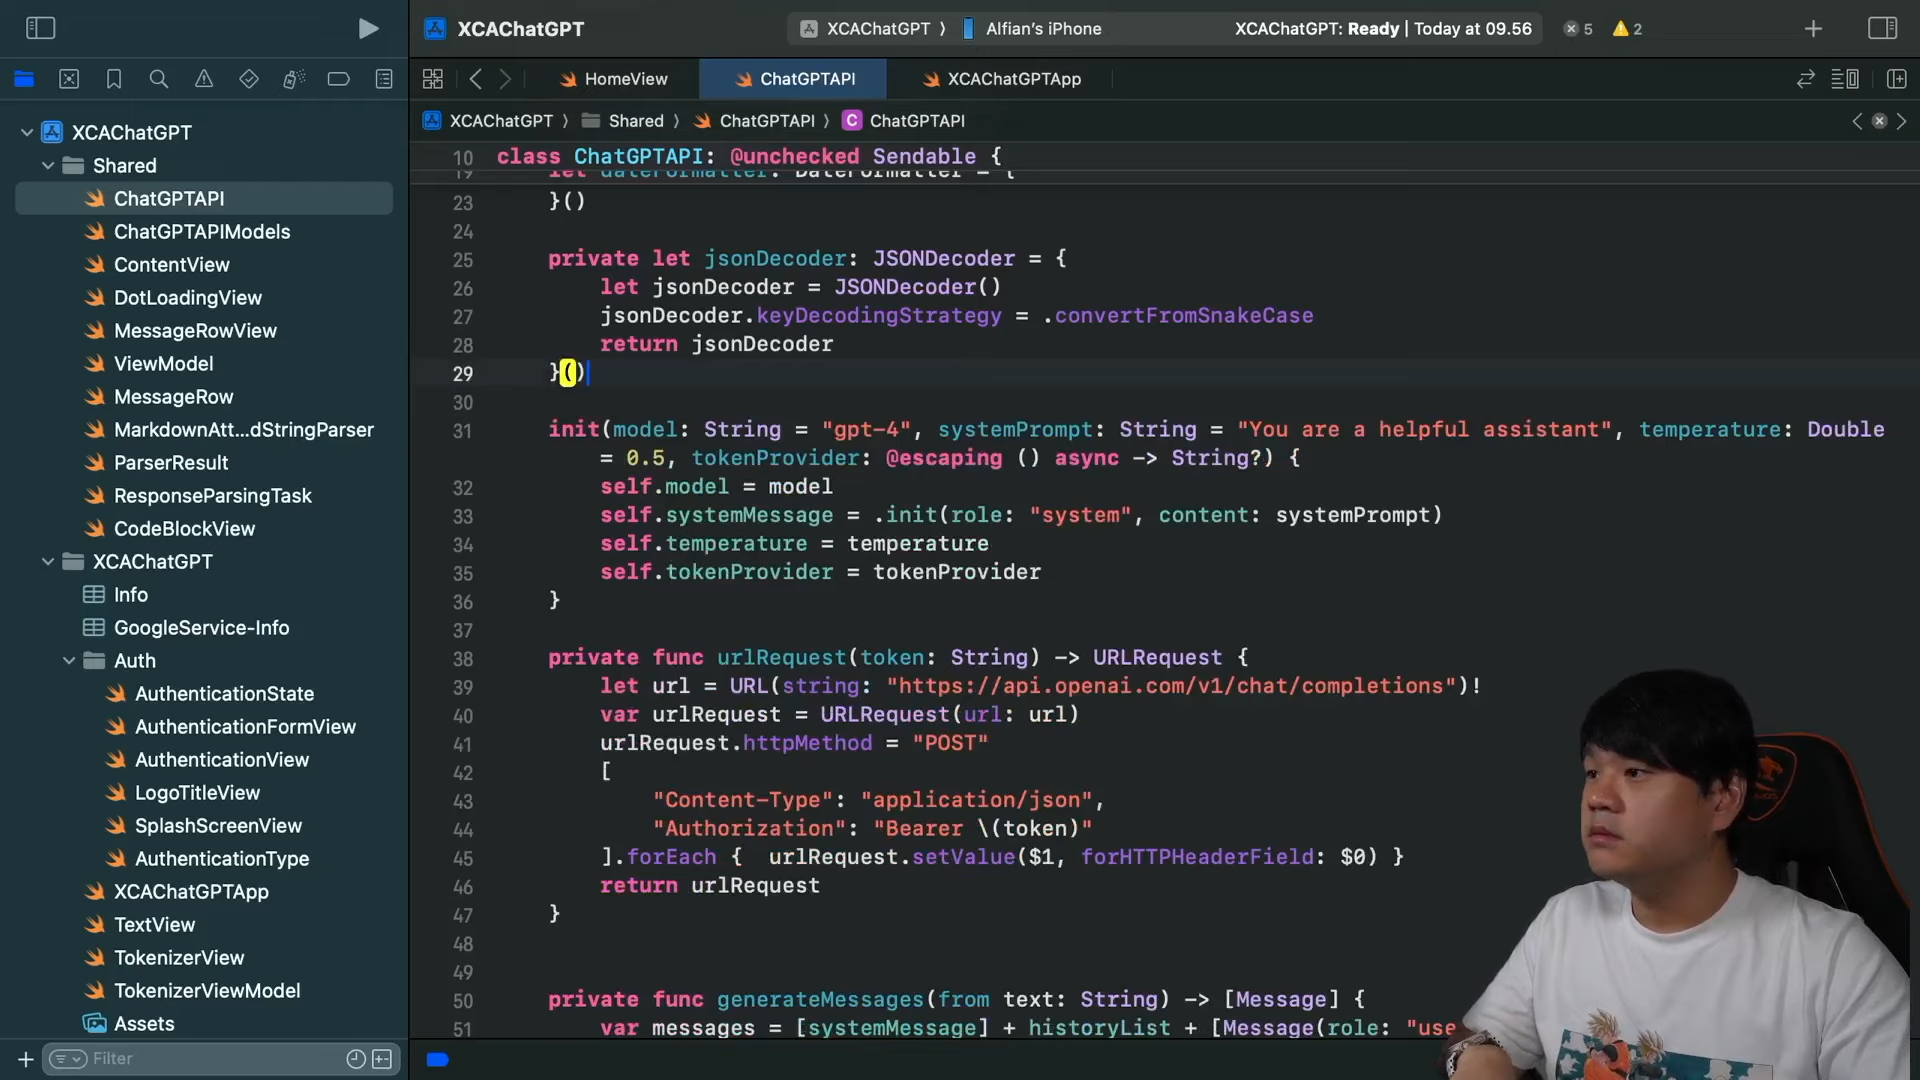 XCAChatGPT
XCAChatGPT 〉 Alfian's iPhone
XCAChatGPT: Ready | Today at 09.56
5
2
HomeView
ChatGPTAPI
XCAChatGPTApp
XCAChatGPT 〉 Shared 〉 ChatGPTAPI 〉 C ChatGPTAPI
XCAChatGPT
Shared
ChatGPTAPI
ChatGPTAPIModels
ContentView
DotLoadingView
MessageRowView
ViewModel
MessageRow
MarkdownAtt...dStringParser
ParserResult
ResponseParsingTask
CodeBlockView
XCAChatGPT
Info
GoogleService-Info
Auth
AuthenticationState
AuthenticationFormView
AuthenticationView
LogoTitleView
SplashScreenView
AuthenticationType
XCAChatGPTApp
TextView
TokenizerView
TokenizerViewModel
Assets
Filter
10 class ChatGPTAPI: @unchecked Sendable {
19 let dateFormatter: DateFormatter = {
23 }()
24
25 private let jsonDecoder: JSONDecoder = {
26 let jsonDecoder = JSONDecoder()
27 jsonDecoder.keyDecodingStrategy = .convertFromSnakeCase
28 return jsonDecoder
29 }()
30
31 init(model: String = "gpt-4", systemPrompt: String = "You are a helpful assistant", temperature: Double
= 0.5, tokenProvider: @escaping () async -> String?) {
32 self.model = model
33 self.systemMessage = .init(role: "system", content: systemPrompt)
34 self.temperature = temperature
35 self.tokenProvider = tokenProvider
36 }
37
38 private func urlRequest(token: String) -> URLRequest {
39 let url = URL(string: "https://api.openai.com/v1/chat/completions")!
40 var urlRequest = URLRequest(url: url)
41 urlRequest.httpMethod = "POST"
42 [
43 "Content-Type": "application/json",
44 "Authorization": "Bearer \(token)"
45 ].forEach { urlRequest.setValue($1, forHTTPHeaderField: $0) }
46 return urlRequest
47 }
48
49
50 private func generateMessages(from text: String) -> [Message] {
51 var messages = [systemMessage] + historyList + [Message(role: "use